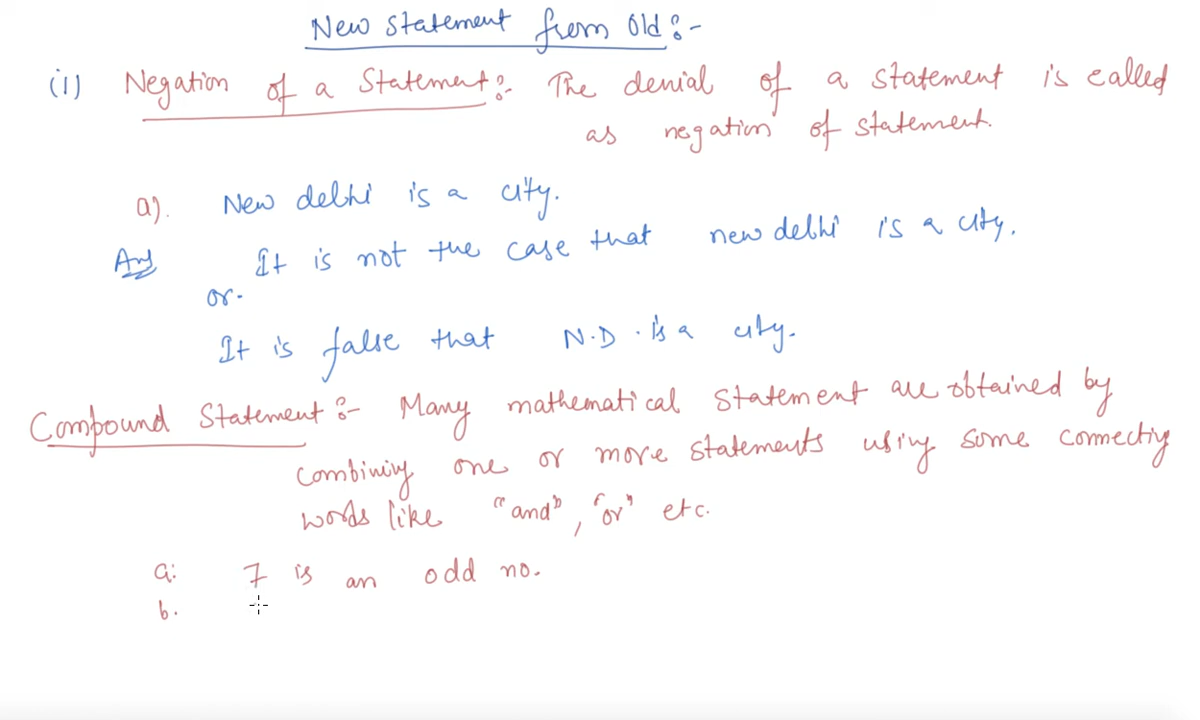 New statement from old :-
(i) Negation of a Statement :- The denial of a statement is called
as negation of statement.
a). New delhi is a city.
Ans It is not the case that new delhi is a city.
or.
It is false that N.D. is a city.
Compound Statement :- Many mathematical statement are obtained by
combining one or more statements using some connecting
words like "and", "or" etc.
a: 7 is an odd no.
b.